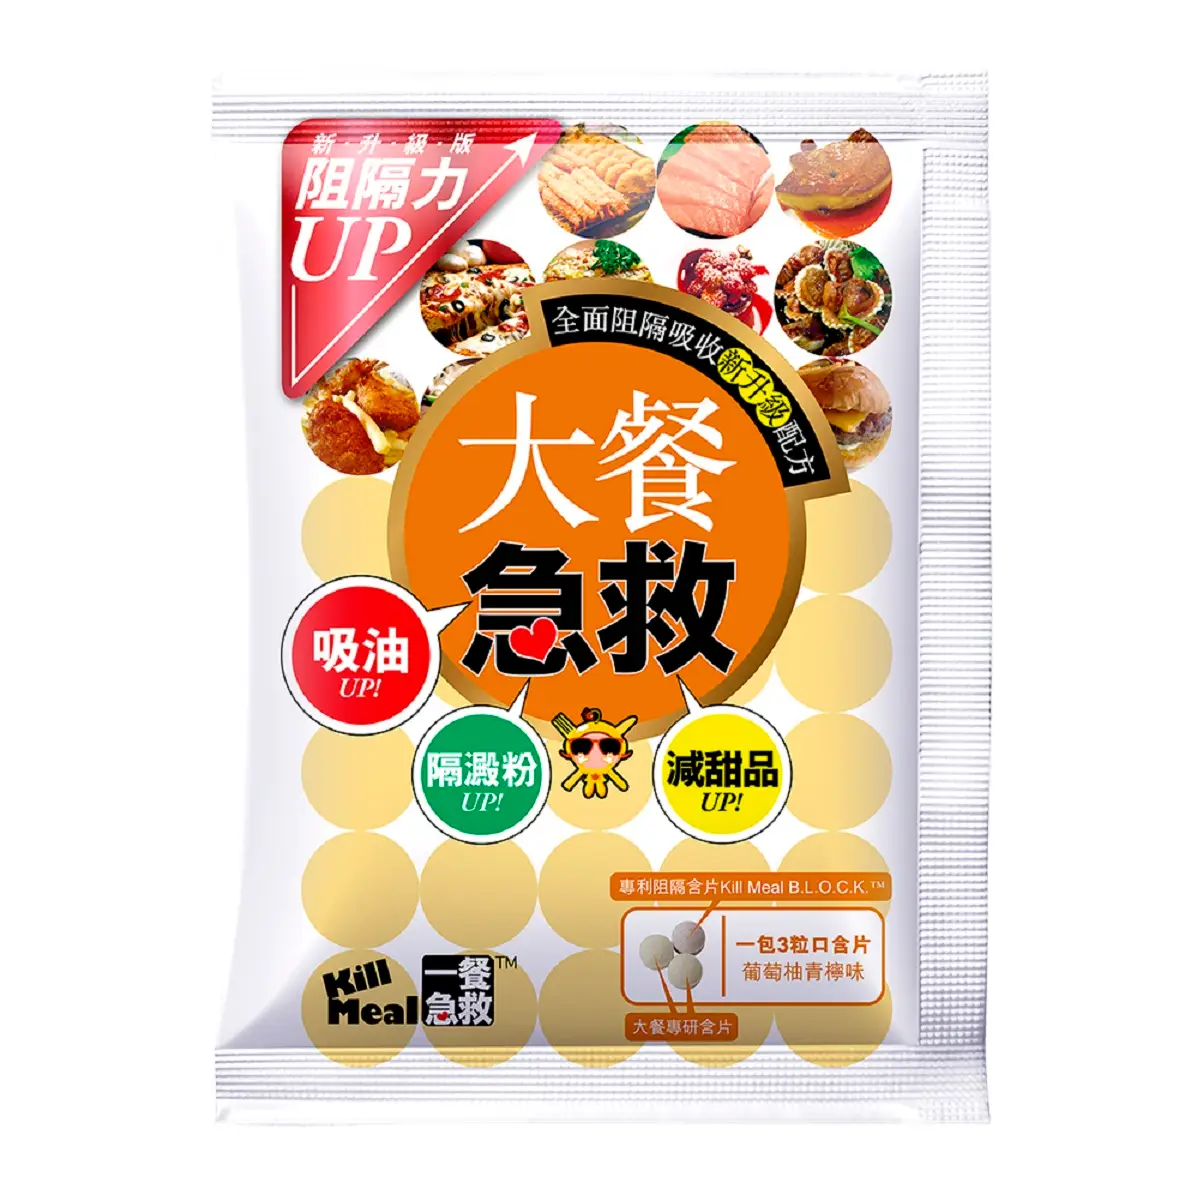 新·升·級·版
阻隔力
UP
全面阻隔吸收新升級配方
大餐
急救
吸油
UP!
隔澱粉
UP!
減甜品
UP!
專利阻隔含片Kill Meal B.L.O.C.K.™
一包3粒口含片
葡萄柚青檸味
大餐專研含片
Kill
Meal
一餐
急救
TM